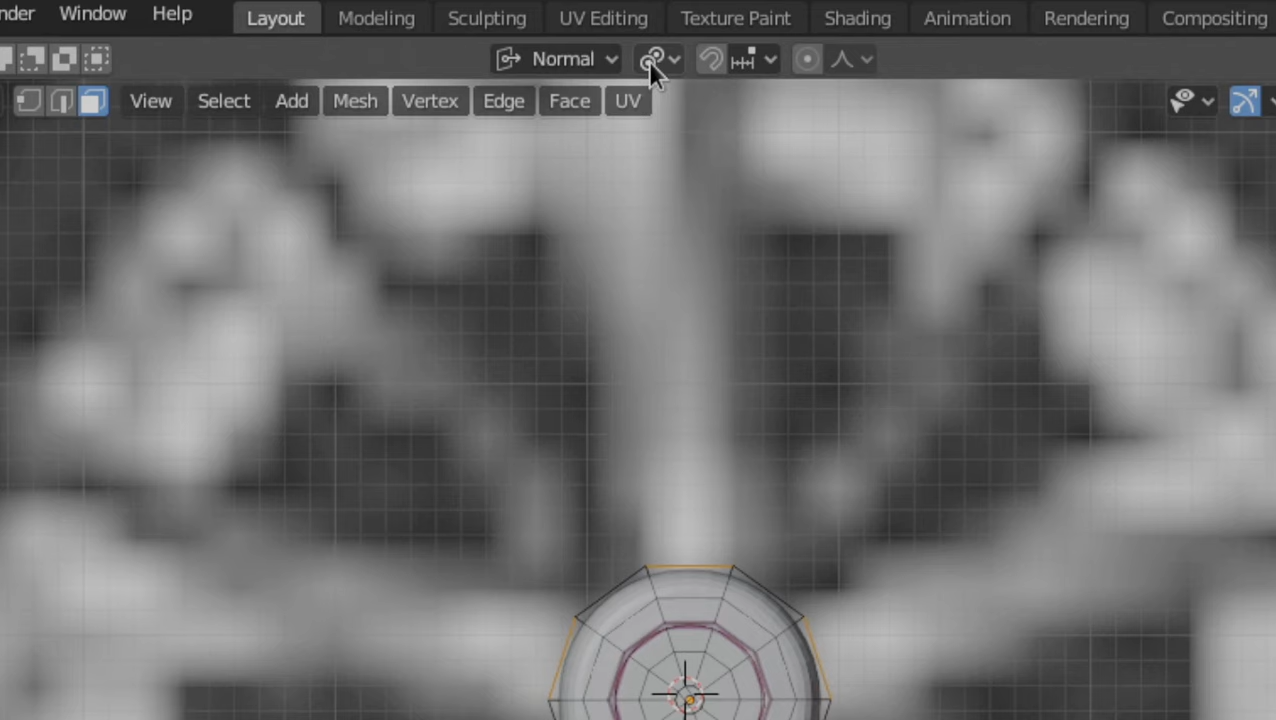 nder Window Help Layout Modeling Sculpting UV Editing Texture Paint Shading Animation Rendering Compositing
Normal
View Select Add Mesh Vertex Edge Face UV